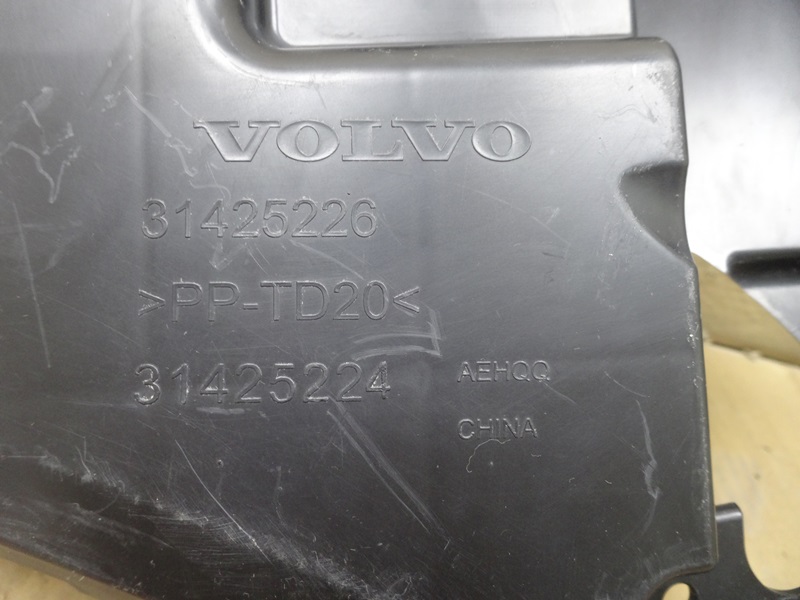 VOLVO
31425226
>PP-TD20<
31425224
AEHQQ
CHINA